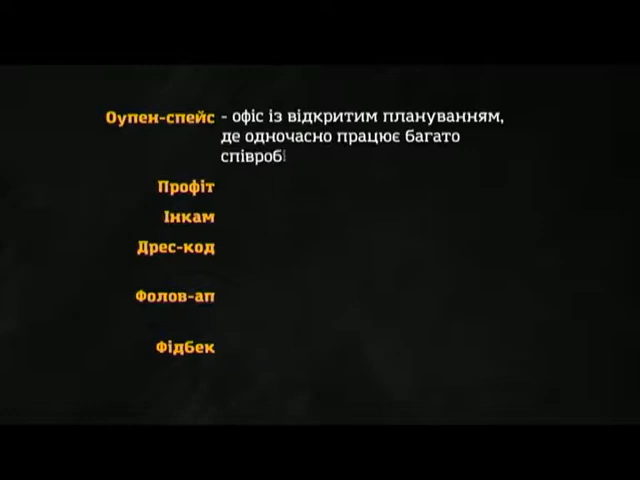 Оупен-спейс - офіс із відкритим плануванням,
де одночасно працює багато
співробі
Профіт
Інкам
Дрес-код
Фолов-ап
Фідбек